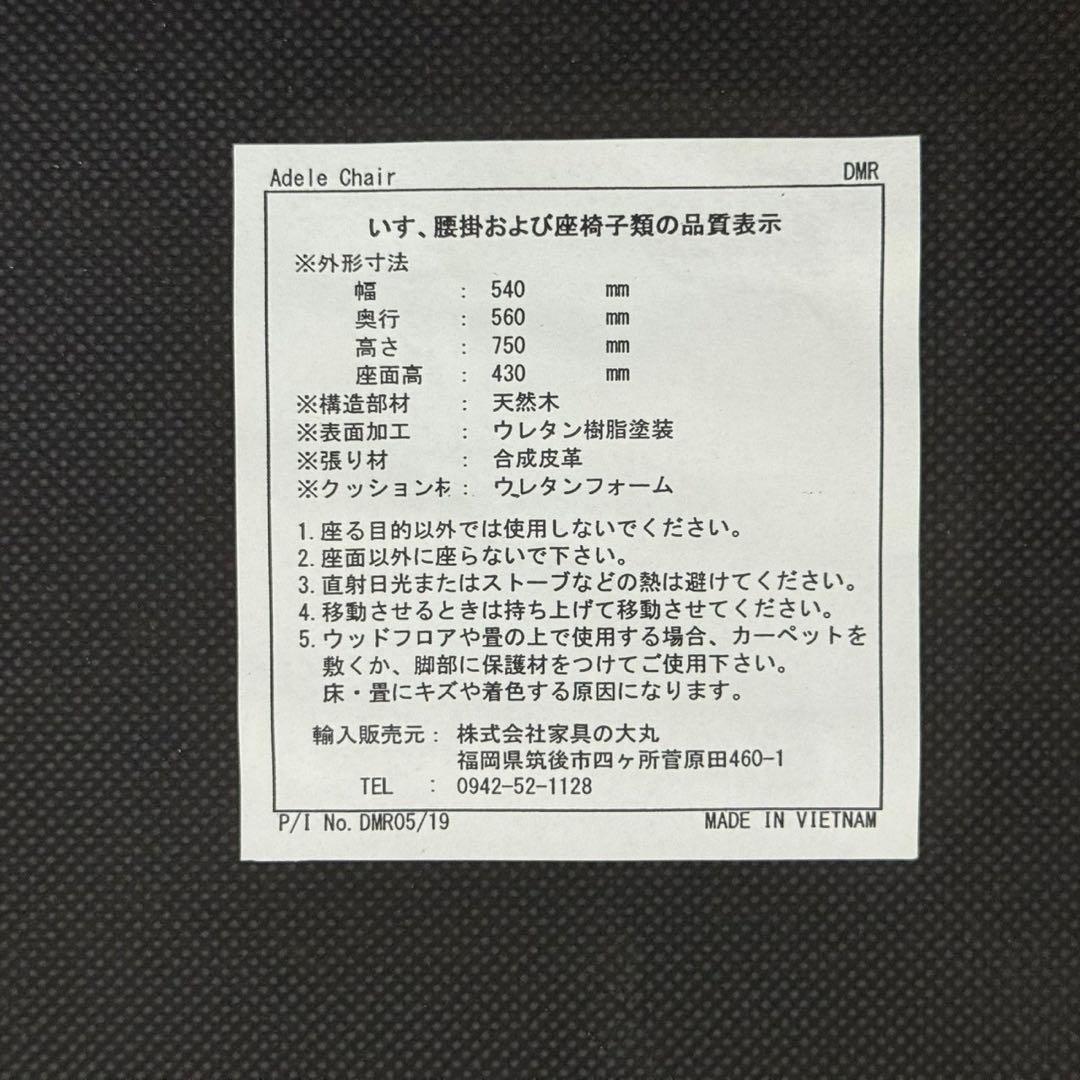 Adele Chair DMR
いす、腰掛および座椅子類の品質表示
※外形寸法
幅 : 540 mm
奥行 : 560 mm
高さ : 750 mm
座面高 : 430 mm
※構造部材 : 天然木
※表面加工 : ウレタン樹脂塗装
※張り材 : 合成皮革
※クッション材 : ウレタンフォーム
1.座る目的以外では使用しないでください。
2.座面以外に座らないで下さい。
3.直射日光またはストーブなどの熱は避けてください。
4.移動させるときは持ち上げて移動させてください。
5.ウッドフロアや畳の上で使用する場合、カーペットを
敷くか、脚部に保護材をつけてご使用下さい。
床・畳にキズや着色する原因になります。
輸入販売元: 株式会社家具の大丸
福岡県筑後市四ヶ所菅原田460-1
TEL : 0942-52-1128
P/I No. DMR05/19 MADE IN VIETNAM